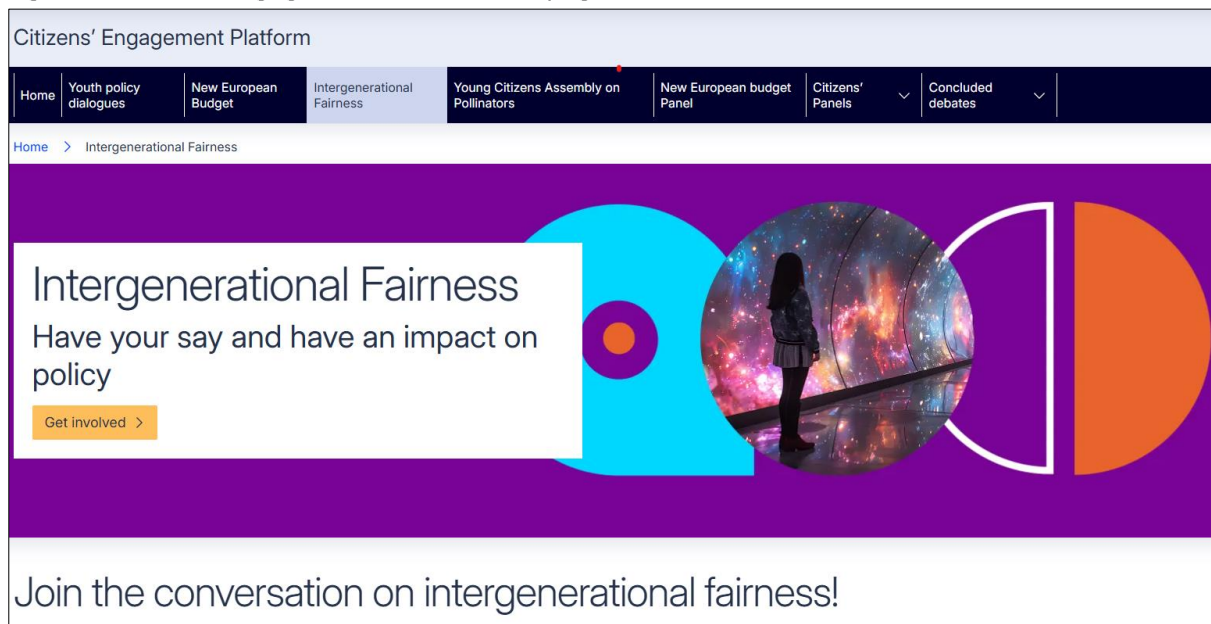 Citizens' Engagement Platform
Home
Youth policy
dialogues
New European
Budget
Intergenerational
Fairness
Young Citizens Assembly on
Pollinators
New European budget
Panel
Citizens'
Panels
Concluded
debates
Home > Intergenerational Fairness
Intergenerational Fairness
Have your say and have an impact on
policy
Get involved >
Join the conversation on intergenerational fairness!